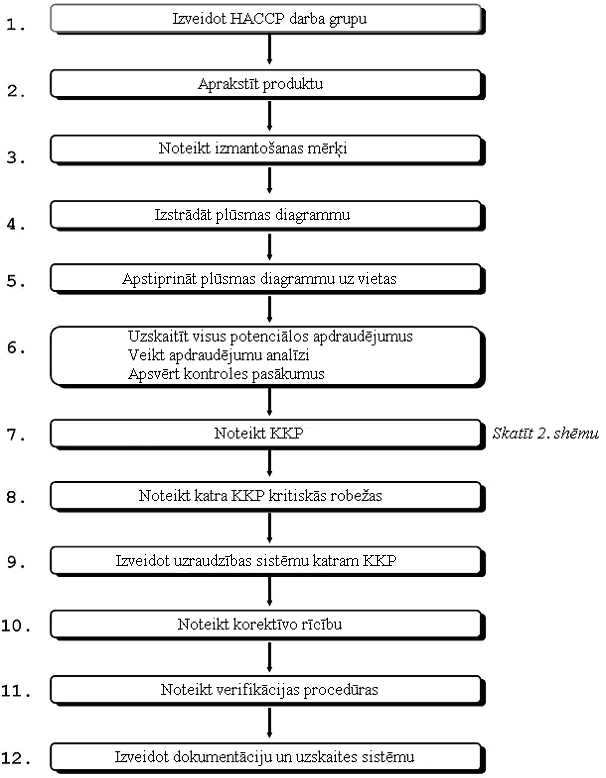 1. Izveidot HACCP darba grupu
2. Aprakstīt produktu
3. Noteikt izmantošanas mērķi
4. Izstrādāt plūsmas diagrammu
5. Apstiprināt plūsmas diagrammu uz vietas
6. Uzskaitīt visus potenciālos apdraudējumus
Veikt apdraudējumu analīzi
Apsvērt kontroles pasākumus
7. Noteikt KKP Skatīt 2. shēmu
8. Noteikt katra KKP kritiskās robežas
9. Izveidot uzraudzības sistēmu katram KKP
10. Noteikt korektīvo rīcību
11. Noteikt verifikācijas procedūras
12. Izveidot dokumentāciju un uzskaites sistēmu